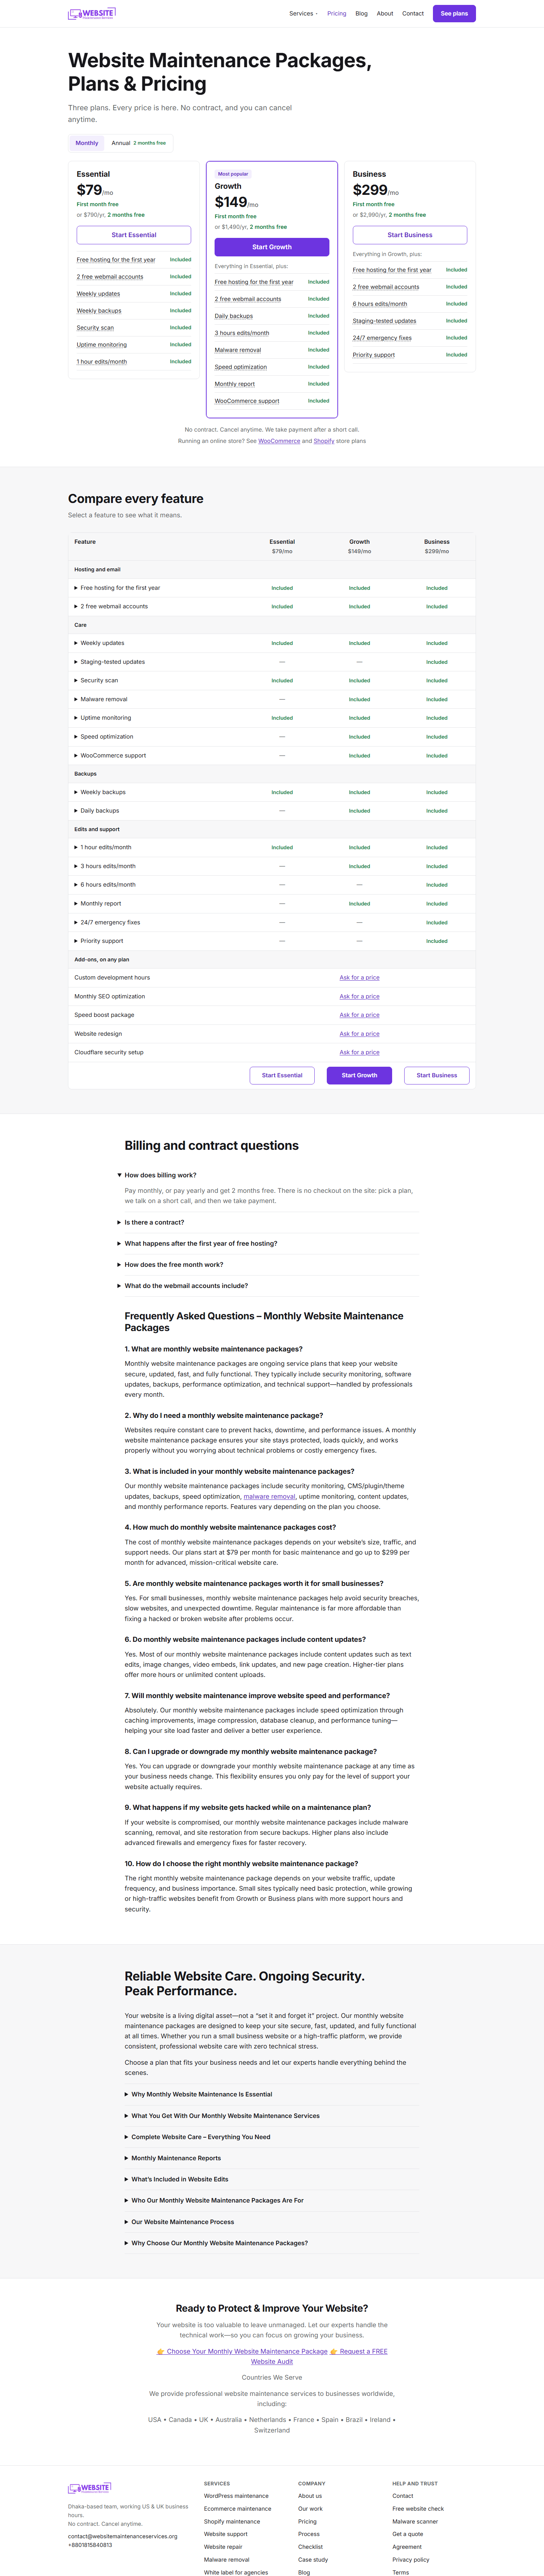 WEBSITE
Services
Pricing
Blog
About
Contact
See plans
Website Maintenance Packages,
Plans & Pricing
Three plans. Every price is here. No contract, and you can cancel
anytime.
Monthly
Annual 2 months free
Essential
$79/mo
First month free
or $790/yr, 2 months free
Start Essential
Free hosting for the first year Included
2 free webmail accounts Included
Weekly updates Included
Weekly backups Included
Security scan Included
Uptime monitoring Included
1 hour edits/month Included
Most popular
Growth
$149/mo
First month free
or $1,490/yr, 2 months free
Start Growth
Everything in Essential, plus:
Free hosting for the first year Included
2 free webmail accounts Included
Daily backups Included
3 hours edits/month Included
Malware removal Included
Speed optimization Included
Monthly report Included
WooCommerce support Included
Business
$299/mo
First month free
or $2,990/yr, 2 months free
Start Business
Everything in Growth, plus:
Free hosting for the first year Included
2 free webmail accounts Included
6 hours edits/month Included
Staging-tested updates Included
24/7 emergency fixes Included
Priority support Included
No contract. Cancel anytime. We take payment after a short call.
Running an online store? See WooCommerce and Shopify store plans
Compare every feature
Select a feature to see what it means.
Feature Essential Growth Business
$79/mo $149/mo $299/mo
Hosting and email
▶ Free hosting for the first year Included Included Included
▶ 2 free webmail accounts Included Included Included
Care
▶ Weekly updates Included Included Included
▶ Staging-tested updates — — Included
▶ Security scan Included Included Included
▶ Malware removal — Included Included
▶ Uptime monitoring Included Included Included
▶ Speed optimization — Included Included
▶ WooCommerce support — Included Included
Backups
▶ Weekly backups Included Included Included
▶ Daily backups — Included Included
Edits and support
▶ 1 hour edits/month Included Included Included
▶ 3 hours edits/month — Included Included
▶ 6 hours edits/month — — Included
▶ Monthly report — Included Included
▶ 24/7 emergency fixes — — Included
▶ Priority support — — Included
Add-ons, on any plan
Custom development hours Ask for a price
Monthly SEO optimization Ask for a price
Speed boost package Ask for a price
Website redesign Ask for a price
Cloudflare security setup Ask for a price
Start Essential Start Growth Start Business
Billing and contract questions
▼ How does billing work?
Pay monthly, or pay yearly and get 2 months free. There is no checkout on the site: pick a plan,
we talk on a short call, and then we take payment.
▶ Is there a contract?
▶ What happens after the first year of free hosting?
▶ How does the free month work?
▶ What do the webmail accounts include?
Frequently Asked Questions – Monthly Website Maintenance
Packages
1. What are monthly website maintenance packages?
Monthly website maintenance packages are ongoing service plans that keep your website
secure, updated, fast, and fully functional. They typically include security monitoring, software
updates, backups, performance optimization, and technical support—handled by professionals
every month.
2. Why do I need a monthly website maintenance package?
Websites require constant care to prevent hacks, downtime, and performance issues. A monthly
website maintenance package ensures your site stays protected, loads quickly, and works
properly without you worrying about technical problems or costly emergency fixes.
3. What is included in your monthly website maintenance packages?
Our monthly website maintenance packages include security monitoring, CMS/plugin/theme
updates, backups, speed optimization, malware removal, uptime monitoring, content updates,
and monthly performance reports. Features vary depending on the plan you choose.
4. How much do monthly website maintenance packages cost?
The cost of monthly website maintenance packages depends on your website's size, traffic, and
support needs. Our plans start at $79 per month for basic maintenance and go up to $299 per
month for advanced, mission-critical website care.
5. Are monthly website maintenance packages worth it for small businesses?
Yes. For small businesses, monthly website maintenance packages help avoid security breaches,
slow websites, and unexpected downtime. Regular maintenance is far more affordable than
fixing a hacked or broken website after problems occur.
6. Do monthly website maintenance packages include content updates?
Yes. Most of our monthly website maintenance packages include content updates such as text
edits, image changes, video embeds, link updates, and new page creation. Higher-tier plans
offer more hours or unlimited content uploads.
7. Will monthly website maintenance improve website speed and performance?
Absolutely. Our monthly website maintenance packages include speed optimization through
caching improvements, image compression, database cleanup, and performance tuning—
helping your site load faster and deliver a better user experience.
8. Can I upgrade or downgrade my monthly website maintenance package?
Yes. You can upgrade or downgrade your monthly website maintenance package at any time as
your business needs change. This flexibility ensures you only pay for the level of support your
website actually requires.
9. What happens if my website gets hacked while on a maintenance plan?
If your website is compromised, our monthly website maintenance packages include malware
scanning, removal, and site restoration from secure backups. Higher plans also include
advanced firewalls and emergency fixes for faster recovery.
10. How do I choose the right monthly website maintenance package?
The right monthly website maintenance package depends on your website traffic, update
frequency, and business importance. Small sites typically need basic protection, while growing
or high-traffic websites benefit from Growth or Business plans with more support hours and
security.
Reliable Website Care. Ongoing Security.
Peak Performance.
Your website is a living digital asset—not a “set it and forget it” project. Our monthly website
maintenance packages are designed to keep your site secure, fast, updated, and fully functional
at all times. Whether you run a small business website or a high-traffic platform, we provide
consistent, professional website care with zero technical stress.
Choose a plan that fits your business needs and let our experts handle everything behind the
scenes.
▶ Why Monthly Website Maintenance Is Essential
▶ What You Get With Our Monthly Website Maintenance Services
▶ Complete Website Care – Everything You Need
▶ Monthly Maintenance Reports
▶ What's Included in Website Edits
▶ Who Our Monthly Website Maintenance Packages Are For
▶ Our Website Maintenance Process
▶ Why Choose Our Monthly Website Maintenance Packages?
Ready to Protect & Improve Your Website?
Your website is too valuable to leave unmanaged. Let our experts handle the
technical work—so you can focus on growing your business.
👉 Choose Your Monthly Website Maintenance Package 👉 Request a FREE
Website Audit
Countries We Serve
We provide professional website maintenance services to businesses worldwide,
including:
USA • Canada • UK • Australia • Netherlands • France • Spain • Brazil • Ireland •
Switzerland
WEBSITE
Dhaka-based team, working US & UK business
hours.
No contract. Cancel anytime.
contact@websitemaintenanceservices.org
+8801815840813
SERVICES
WordPress maintenance
Ecommerce maintenance
Shopify maintenance
Website support
Website repair
Malware removal
White label for agencies
COMPANY
About us
Our work
Pricing
Process
Checklist
Case study
Blog
HELP AND TRUST
Contact
Free website check
Malware scanner
Get a quote
Agreement
Privacy policy
Terms